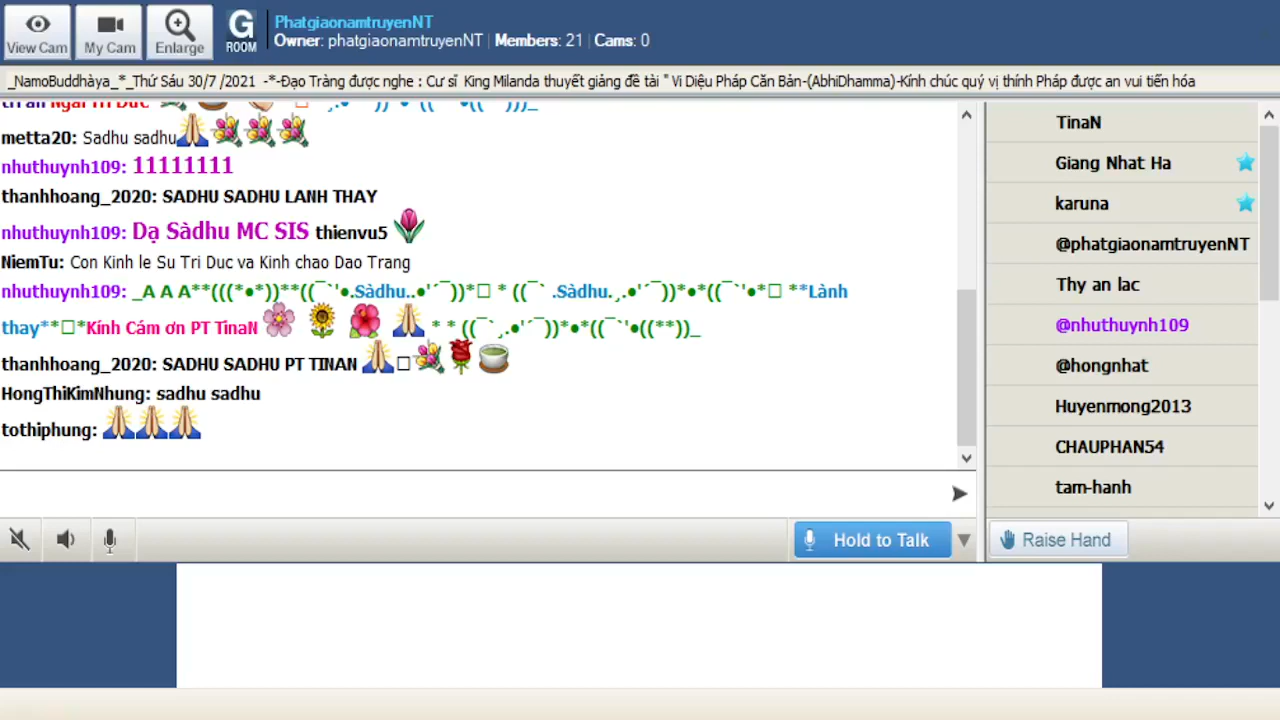 View Cam
My Cam
Enlarge
G
ROOM
PhatgiaonamtruyenNT
Owner: phatgiaonamtruyenNT | Members: 21 | Cams: 0
_NamoBuddhàya_*_Thứ Sáu 30/7 /2021 -*-Đạo Tràng được nghe : Cư sĩ King Milanda thuyết giảng đề tài " Vi Diệu Pháp Căn Bản-(AbhiDhamma)-Kính chúc quý vị thính Pháp được an vui tiến hóa
metta20: Sadhu sadhu🙏💐💐💐
nhuthuynh109: 11111111
thanhhoang_2020: SADHU SADHU LANH THAY
nhuthuynh109: Dạ Sàdhu MC SIS thienvu5 🌷
NiemTu: Con Kinh le Su Tri Duc va Kinh chao Dao Trang
nhuthuynh109: _A A A**(((*•*))**((¯`'•.Sàdhu..•'´¯))*□ * ((¯` .Sàdhu.¸.•'´¯))*•*((¯`'•*□ **Lành
thay**□*Kính Cám ơn PT TinaN 🌸 🌻 🌺 🙏 * * ((¯`¸.•'´¯))*•*((¯`'•((**))_
thanhhoang_2020: SADHU SADHU PT TINAN 🙏□💐🌹🍵
HongThiKimNhung: sadhu sadhu
tothiphung: 🙏🙏🙏
Hold to Talk
TinaN
Giang Nhat Ha
karuna
@phatgiaonamtruyenNT
Thy an lac
@nhuthuynh109
@hongnhat
Huyenmong2013
CHAUPHAN54
tam-hanh
Raise Hand